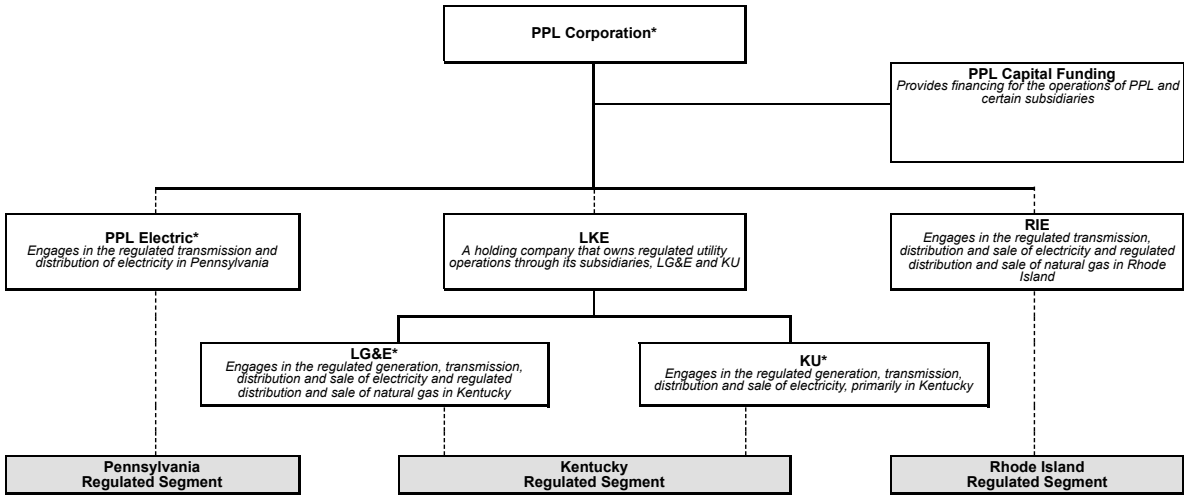 PPL Corporation*
PPL Capital Funding
Provides financing for the operations of PPL and
certain subsidiaries
PPL Electric*
Engages in the regulated transmission and
distribution of electricity in Pennsylvania
LKE
A holding company that owns regulated utility
operations through its subsidiaries, LG&E and KU
RIE
Engages in the regulated transmission,
distribution and sale of electricity and regulated
distribution and sale of natural gas in Rhode
Island
LG&E*
Engages in the regulated generation, transmission,
distribution and sale of electricity and regulated
distribution and sale of natural gas in Kentucky
KU*
Engages in the regulated generation, transmission,
distribution and sale of electricity, primarily in Kentucky
Pennsylvania
Regulated Segment
Kentucky
Regulated Segment
Rhode Island
Regulated Segment